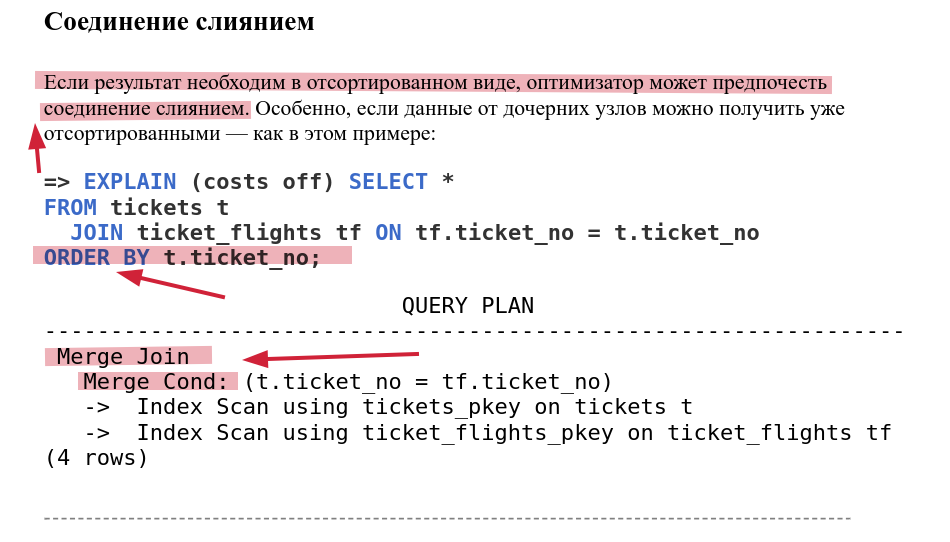 Соединение слиянием
Если результат необходим в отсортированном виде, оптимизатор может предпочесть
соединение слиянием. Особенно, если данные от дочерних узлов можно получить уже
отсортированными — как в этом примере:
=> EXPLAIN (costs off) SELECT *
FROM tickets t
  JOIN ticket_flights tf ON tf.ticket_no = t.ticket_no
ORDER BY t.ticket_no;
                           QUERY PLAN
-----------------------------------------------------------------
 Merge Join
   Merge Cond: (t.ticket_no = tf.ticket_no)
   ->  Index Scan using tickets_pkey on tickets t
   ->  Index Scan using ticket_flights_pkey on ticket_flights tf
(4 rows)